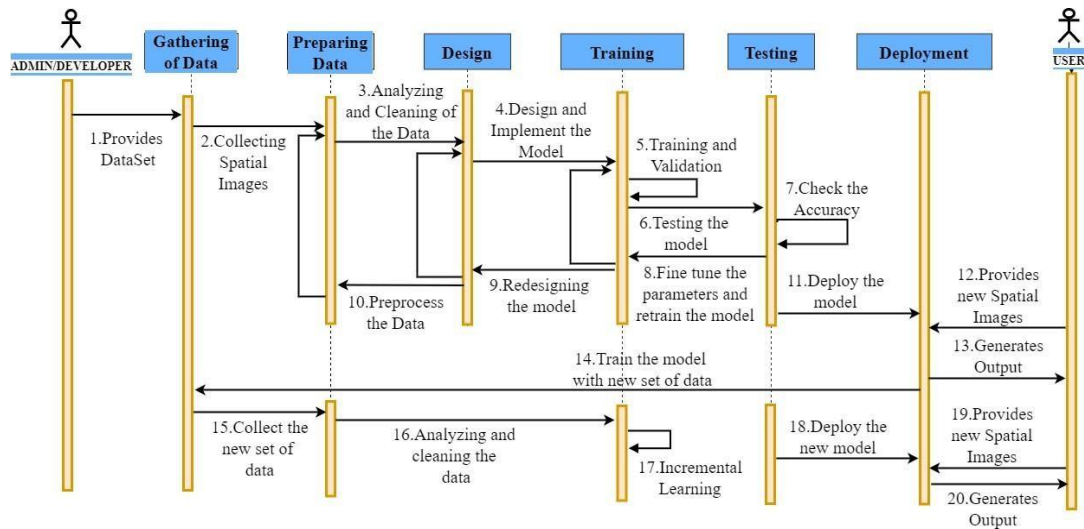 ADMIN/DEVELOPER
Gathering
of Data
Preparing
Data
Design
Training
Testing
Deployment
USER
1.Provides
DataSet
2.Collecting
Spatial
Images
3.Analyzing
and Cleaning of
the Data
4.Design and
Implement the
Model
5.Training and
Validation
6.Testing the
model
7.Check the
Accuracy
8.Fine tune the
parameters and
retrain the model
9.Redesigning
the model
10.Preprocess
the Data
11.Deploy the
model
12.Provides
new Spatial
Images
13.Generates
Output
14.Train the model
with new set of data
15.Collect the
new set of
data
16.Analyzing and
cleaning the
data
17.Incremental
Learning
18.Deploy the
new model
19.Provides
new Spatial
Images
20.Generates
Output